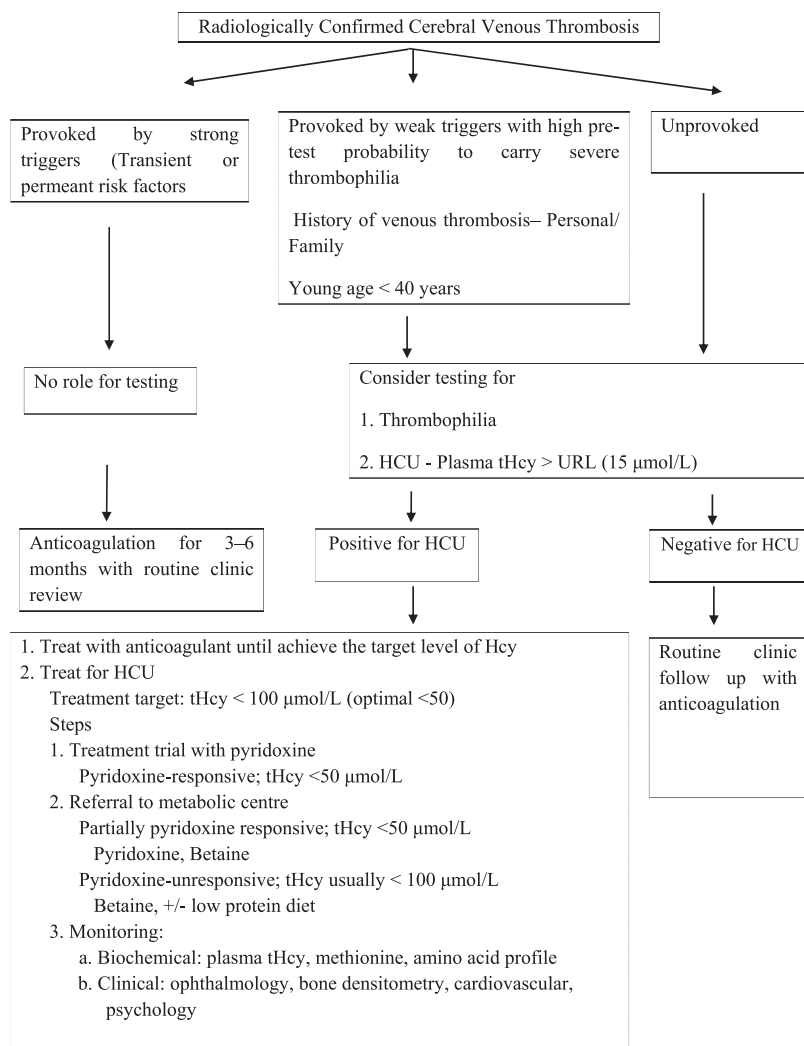 Radiologically Confirmed Cerebral Venous Thrombosis
Provoked by strong
triggers (Transient or
permeant risk factors
Provoked by weak triggers with high pre-
test probability to carry severe
thrombophilia
History of venous thrombosis– Personal/
Family
Young age < 40 years
Unprovoked
No role for testing
Consider testing for
1. Thrombophilia
2. HCU - Plasma tHcy > URL (15 μmol/L)
Anticoagulation for 3–6
months with routine clinic
review
Positive for HCU
Negative for HCU
1. Treat with anticoagulant until achieve the target level of Hcy
2. Treat for HCU
Treatment target: tHcy < 100 μmol/L (optimal <50)
Steps
1. Treatment trial with pyridoxine
Pyridoxine-responsive; tHcy <50 μmol/L
2. Referral to metabolic centre
Partially pyridoxine responsive; tHcy <50 μmol/L
Pyridoxine, Betaine
Pyridoxine-unresponsive; tHcy usually < 100 μmol/L
Betaine, +/- low protein diet
3. Monitoring:
a. Biochemical: plasma tHcy, methionine, amino acid profile
b. Clinical: ophthalmology, bone densitometry, cardiovascular,
psychology
Routine clinic
follow up with
anticoagulation